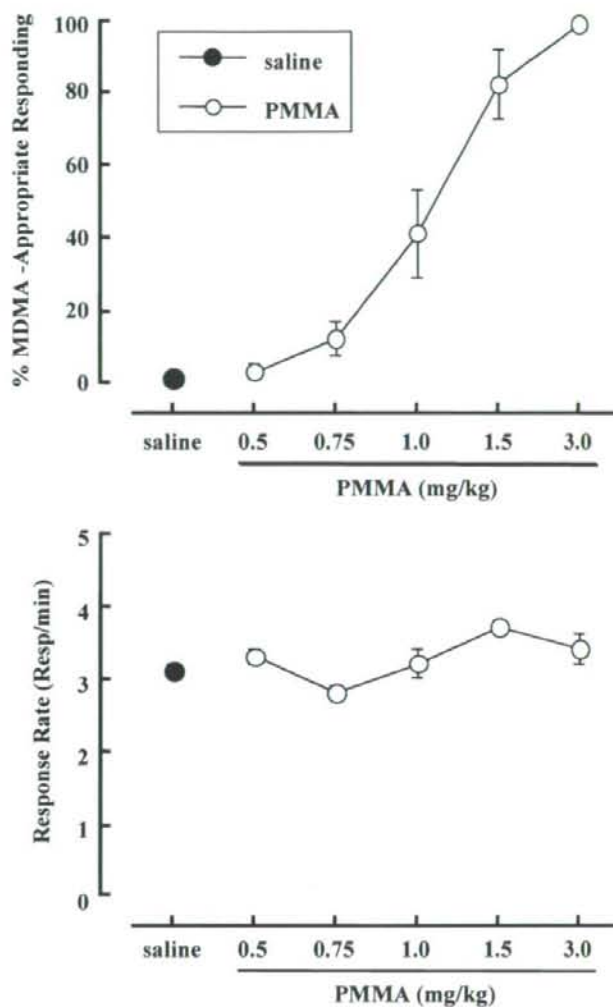 % MDMA -Appropriate Responding
100
80
60
40
20
0
saline
PMMA
saline 0.5 0.75 1.0 1.5 3.0
PMMA (mg/kg)
Response Rate (Resp/min)
5
4
3
2
1
0
saline 0.5 0.75 1.0 1.5 3.0
PMMA (mg/kg)